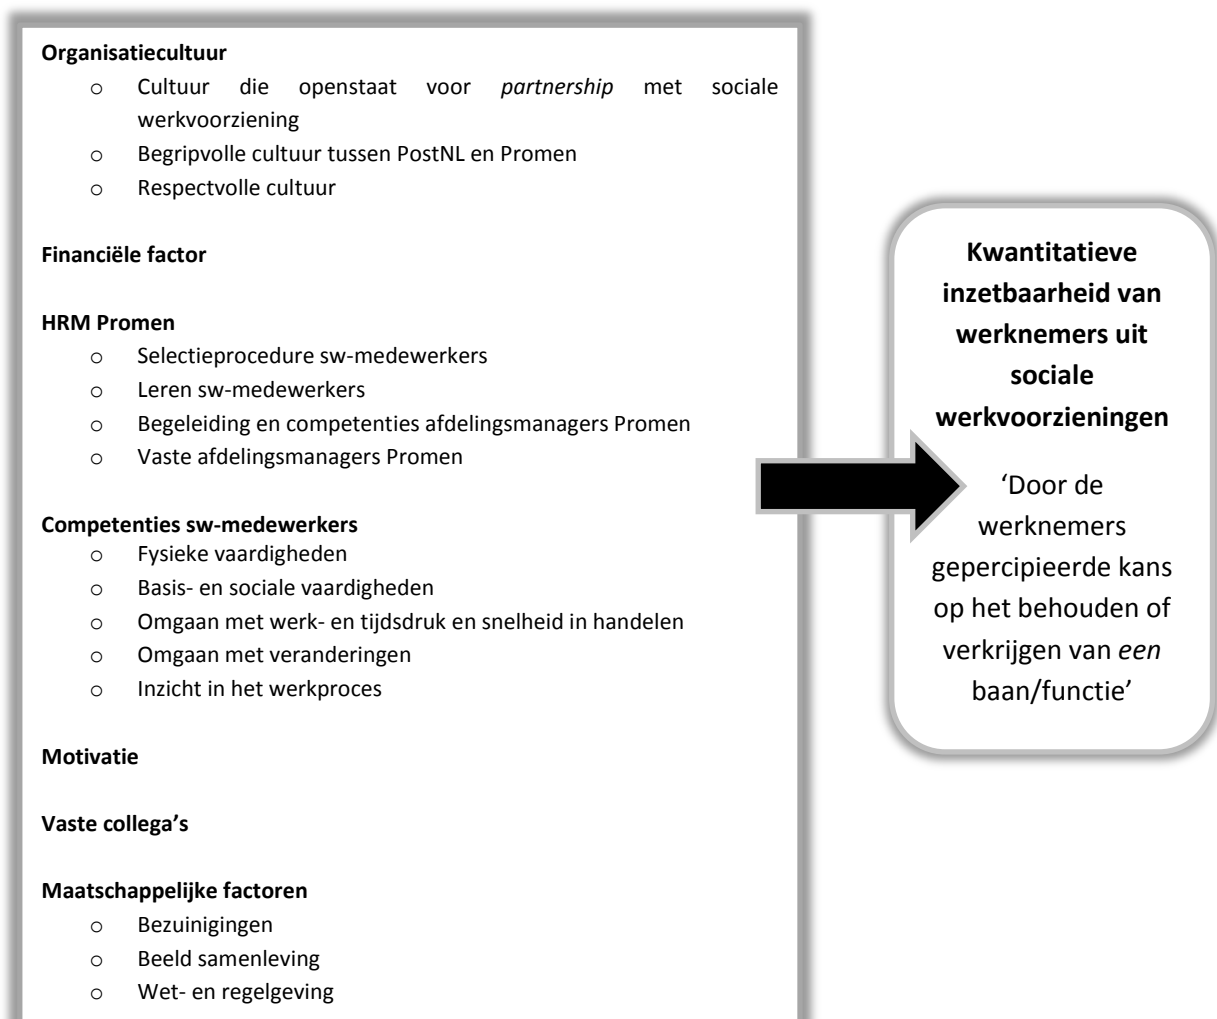 Organisatiecultuur
o Cultuur die openstaat voor partnership met sociale
werkvoorziening
o Begripvolle cultuur tussen PostNL en Promen
o Respectvolle cultuur
Financiële factor
HRM Promen
o Selectieprocedure sw-medewerkers
o Leren sw-medewerkers
o Begeleiding en competenties afdelingsmanagers Promen
o Vaste afdelingsmanagers Promen
Competenties sw-medewerkers
o Fysieke vaardigheden
o Basis- en sociale vaardigheden
o Omgaan met werk- en tijdsdruk en snelheid in handelen
o Omgaan met veranderingen
o Inzicht in het werkproces
Motivatie
Vaste collega’s
Maatschappelijke factoren
o Bezuinigingen
o Beeld samenleving
o Wet- en regelgeving
Kwantitatieve
inzetbaarheid van
werknemers uit
sociale
werkvoorzieningen
‘Door de
werknemers
gepercipieerde kans
op het behouden of
verkrijgen van een
baan/functie’